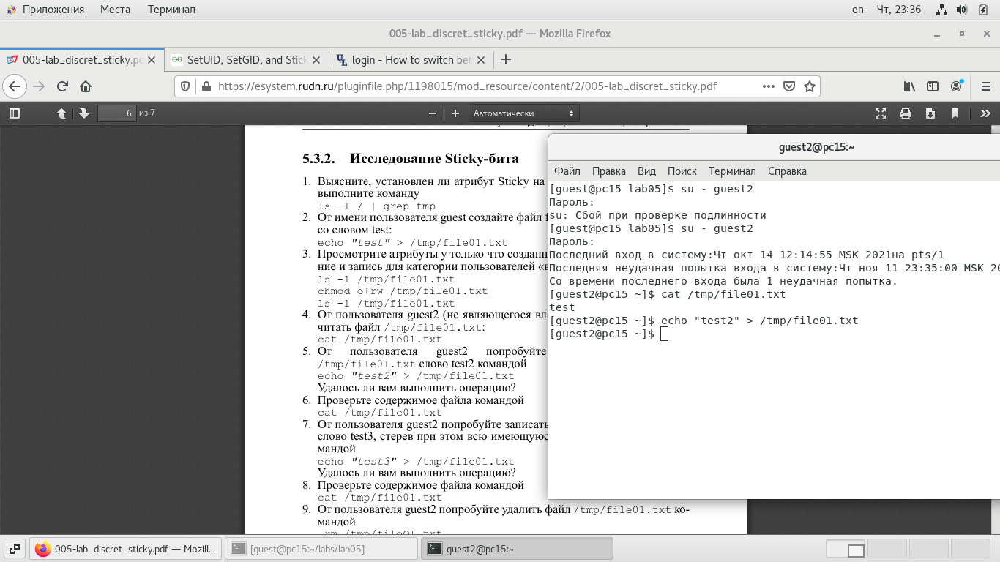 Приложения Места Терминал en Чт, 23:36
005-lab_discret_sticky.pdf — Mozilla Firefox
005-lab_discret_sticky.pd SetUID, SetGID, and Stick login - How to switch bet
https://esystem.rudn.ru/pluginfile.php/1198015/mod_resource/content/2/005-lab_discret_sticky.pdf
6 из 7 Автоматически
5.3.2. Исследование Sticky-бита
1. Выясните, установлен ли атрибут Sticky на
выполните команду
ls -l / | grep tmp
2. От имени пользователя guest создайте файл
со словом test:
echo "test" > /tmp/file01.txt
3. Просмотрите атрибуты у только что
ние и запись для категории пользователей
ls -l /tmp/file01.txt
chmod o+rw /tmp/file01.txt
ls -l /tmp/file01.txt
4. От пользователя guest2 (не являющегося
читать файл /tmp/file01.txt:
cat /tmp/file01.txt
5. От пользователя guest2 попробуйте
/tmp/file01.txt слово test2 командой
echo "test2" > /tmp/file01.txt
Удалось ли вам выполнить операцию?
6. Проверьте содержимое файла командой
cat /tmp/file01.txt
7. От пользователя guest2 попробуйте записать
слово test3, стерев при этом всю
мандой
echo "test3" > /tmp/file01.txt
Удалось ли вам выполнить операцию?
8. Проверьте содержимое файла командой
cat /tmp/file01.txt
9. От пользователя guest2 попробуйте удалить файл /tmp/file01.txt ко-
мандой
guest2@pc15:~
Файл Правка Вид Поиск Терминал Справка
[guest@pc15 lab05]$ su - guest2
Пароль:
su: Сбой при проверке подлинности
[guest@pc15 lab05]$ su - guest2
Пароль:
Последний вход в систему:Чт окт 14 12:14:55 MSK 2021на pts/1
Последняя неудачная попытка входа в систему:Чт ноя 11 23:35:00 MSK 20
Со времени последнего входа была 1 неудачная попытка.
[guest2@pc15 ~]$ cat /tmp/file01.txt
test
[guest2@pc15 ~]$ echo "test2" > /tmp/file01.txt
[guest2@pc15 ~]$
005-lab_discret_sticky.pdf — Mozill... [guest@pc15:~/labs/lab05] guest2@pc15:~